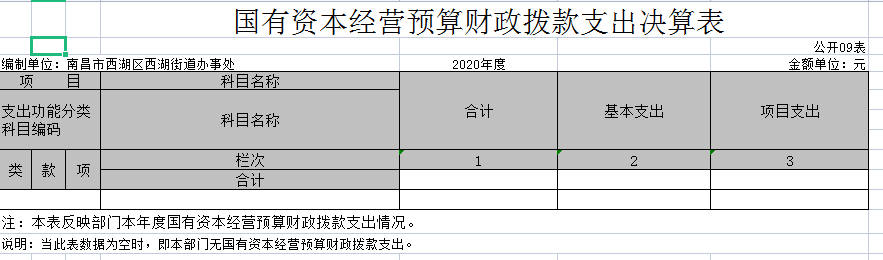 国有资本经营预算财政拨款支出决算表
公开09表
编制单位：南昌市西湖区西湖街道办事处 2020年度 金额单位：元
项 目 科目名称 合计 基本支出 项目支出
支出功能分类
科目编码 科目名称
类 款 项 栏次 1 2 3
合计
注：本表反映部门本年度国有资本经营预算财政拨款支出情况。
说明：当此表数据为空时，即本部门无国有资本经营预算财政拨款支出。